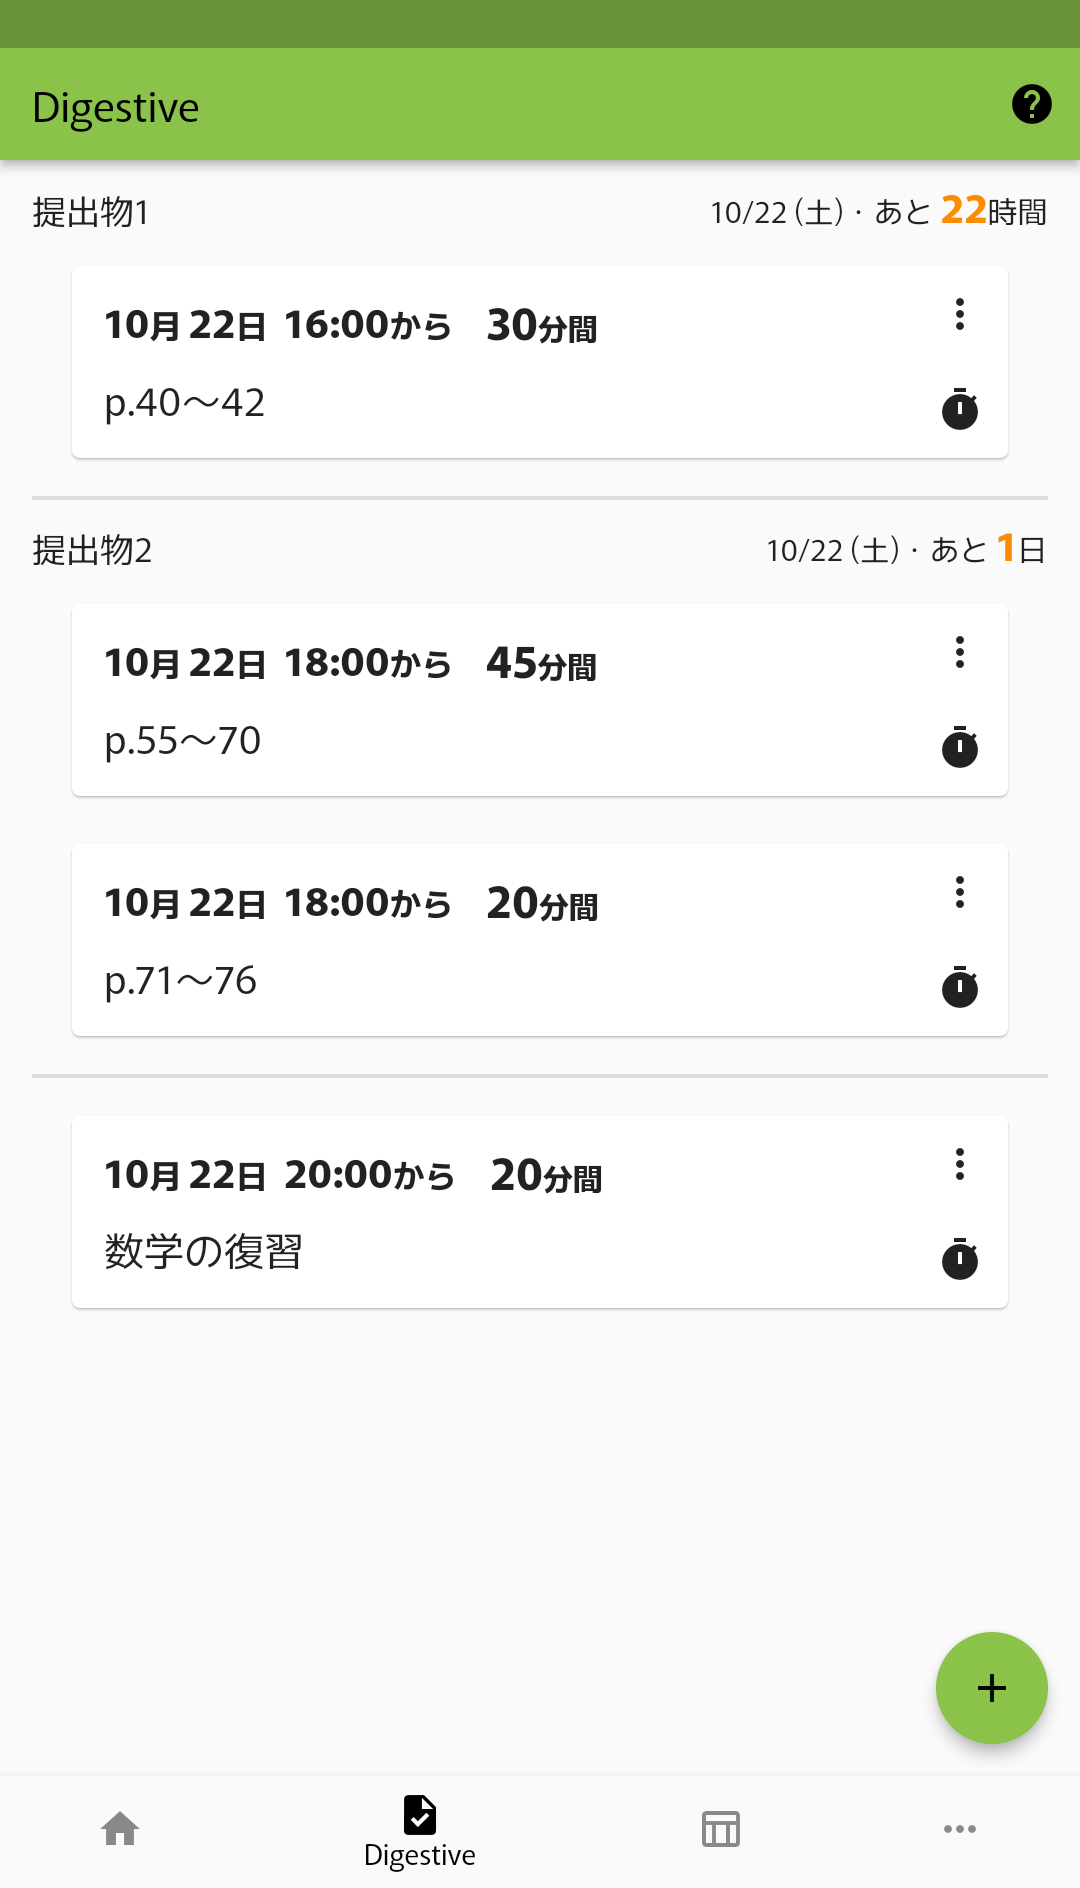 Digestive
提出物1 10/22 (土)・あと 22時間
10月 22日 16:00から 30分間
p.40〜42
提出物2 10/22 (土)・あと 1日
10月 22日 18:00から 45分間
p.55〜70
10月 22日 18:00から 20分間
p.71〜76
10月 22日 20:00から 20分間
数学の復習
Digestive